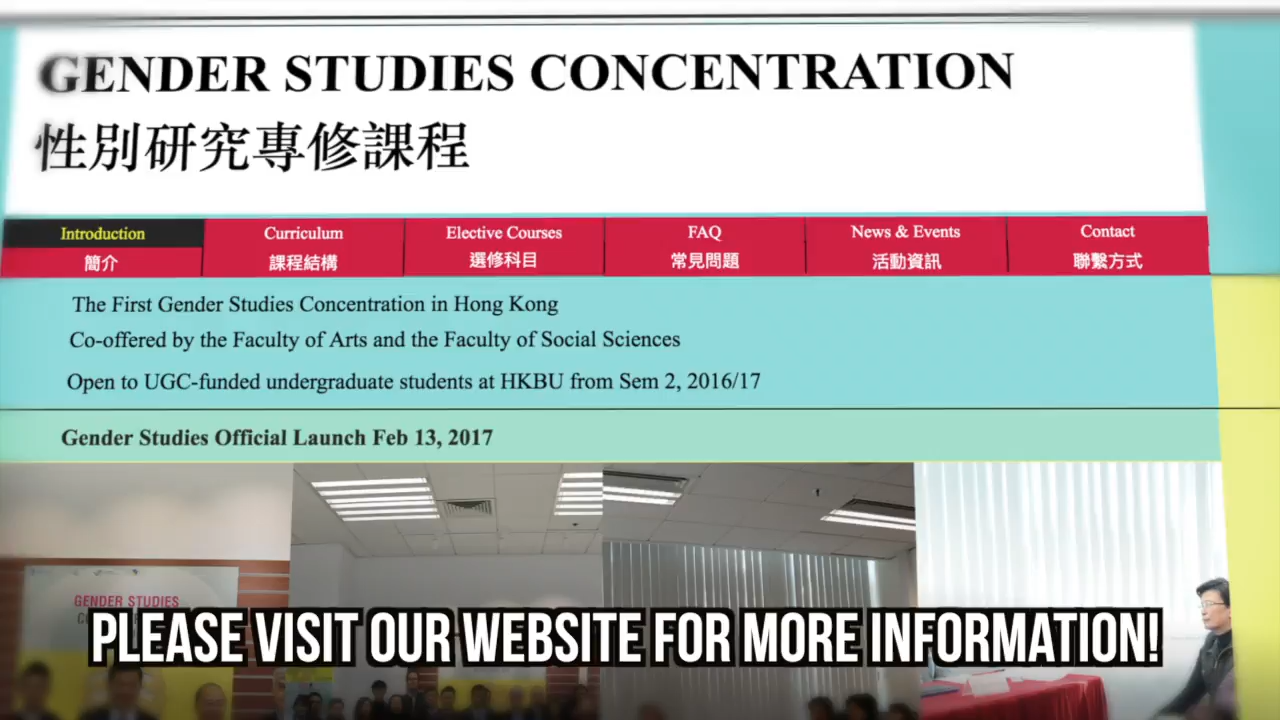 GENDER STUDIES CONCENTRATION
性別研究專修課程
Introduction Curriculum Elective Courses FAQ News & Events Contact
簡介 課程結構 選修科目 常見問題 活動資訊 聯繫方式
The First Gender Studies Concentration in Hong Kong
Co-offered by the Faculty of Arts and the Faculty of Social Sciences
Open to UGC-funded undergraduate students at HKBU from Sem 2, 2016/17
Gender Studies Official Launch Feb 13, 2017
GENDER STUDIES
PLEASE VISIT OUR WEBSITE FOR MORE INFORMATION!